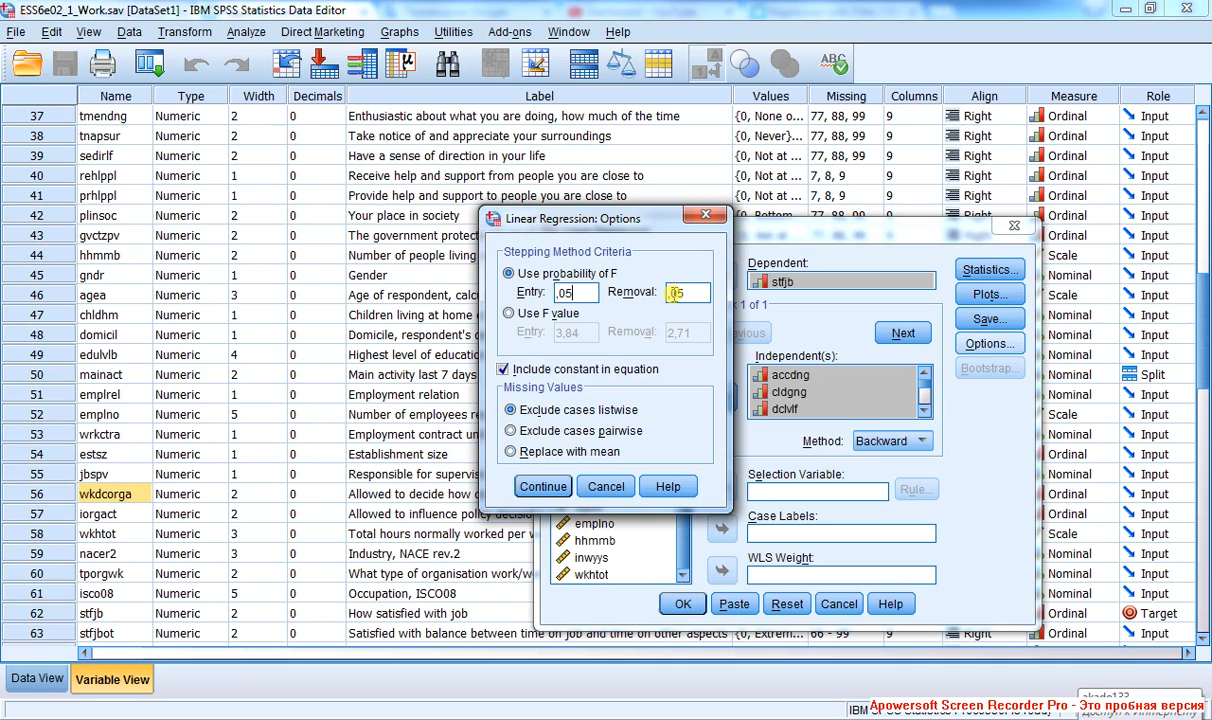 ESS6e02_1_Work.sav [DataSet1] - IBM SPSS Statistics Data Editor
File Edit View Data Transform Analyze Direct Marketing Graphs Utilities Add-ons Window Help
Name Type Width Decimals Label Values Missing Columns Align Measure Role
37 tmendng Numeric 2 0 Enthusiastic about what you are doing, how much of the time {0, None o... 77, 88, 99 9 Right Ordinal Input
38 tnapsur Numeric 2 0 Take notice of and appreciate your surroundings {0, Never}... 77, 88, 99 9 Right Ordinal Input
39 sedirlf Numeric 2 0 Have a sense of direction in your life {0, Not at ... 77, 88, 99 9 Right Ordinal Input
40 rehlppl Numeric 1 0 Receive help and support from people you are close to {0, Not at ... 7, 8, 9 9 Right Ordinal Input
41 prhlppl Numeric 1 0 Provide help and support to people you are close to {0, Not at ... 7, 8, 9 9 Right Ordinal Input
42 plinsoc Numeric 2 0 Your place in society Ordinal Input
43 gvctzpv Numeric 2 0 The government protec Ordinal Input
44 hhmmb Numeric 2 0 Number of people living Scale Input
45 gndr Numeric 1 0 Gender Nominal Input
46 agea Numeric 3 0 Age of respondent, calcu Scale Input
47 chldhm Numeric 1 0 Children living at home Nominal Input
48 domicil Numeric 1 0 Domicile, respondent's d Nominal Input
49 edulvlb Numeric 4 0 Highest level of educatio Ordinal Input
50 mainact Numeric 2 0 Main activity last 7 days Nominal Split
51 emplrel Numeric 1 0 Employment relation Nominal Input
52 emplno Numeric 5 0 Number of employees re Scale Input
53 wrkctra Numeric 1 0 Employment contract un Nominal Input
54 estsz Numeric 1 0 Establishment size Nominal Input
55 jbspv Numeric 1 0 Responsible for supervis Nominal Input
56 wkdcorga Numeric 2 0 Allowed to decide how d Ordinal Input
57 iorgact Numeric 2 0 Allowed to influence policy decision Ordinal Input
58 wkhtot Numeric 3 0 Total hours normally worked per w Scale Input
59 nacer2 Numeric 3 0 Industry, NACE rev.2 Nominal Input
60 tporgwk Numeric 2 0 What type of organisation work/w Nominal Input
61 isco08 Numeric 5 0 Occupation, ISCO08 Nominal Input
62 stfjb Numeric 2 0 How satisfied with job Ordinal Target
63 stfjbot Numeric 2 0 Satisfied with balance between time on job and time on other aspects {0, Extrem... 66 - 99 9 Right Ordinal Input
Linear Regression: Options
Stepping Method Criteria
Use probability of F
Entry: ,05 Removal: ,05
Use F value
Entry: 3,84 Removal: 2,71
Include constant in equation
Missing Values
Exclude cases listwise
Exclude cases pairwise
Replace with mean
Continue Cancel Help
Dependent:
stfjb
k 1 of 1
vious Next
Independent(s):
accdng
cldgng
dclvlf
Method: Backward
Selection Variable:
Rule...
Case Labels:
WLS Weight:
Statistics...
Plots...
Save...
Options...
Bootstrap...
emplno
hhmmb
inwyys
wkhtot
OK Paste Reset Cancel Help
Data View Variable View
Apowersoft Screen Recorder Pro - Это пробная версия